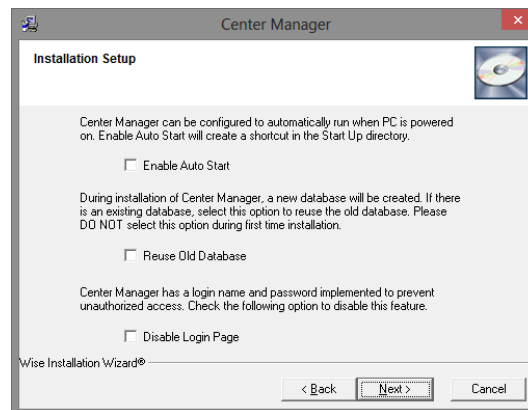 Center Manager
Installation Setup
Center Manager can be configured to automatically run when PC is powered
on. Enable Auto Start will create a shortcut in the Start Up directory.
Enable Auto Start
During installation of Center Manager, a new database will be created. If there
is an existing database, select this option to reuse the old database. Please
DO NOT select this option during first time installation.
Reuse Old Database
Center Manager has a login name and password implemented to prevent
unauthorized access. Check the following option to disable this feature.
Disable Login Page
Wise Installation Wizard®
< Back Next > Cancel